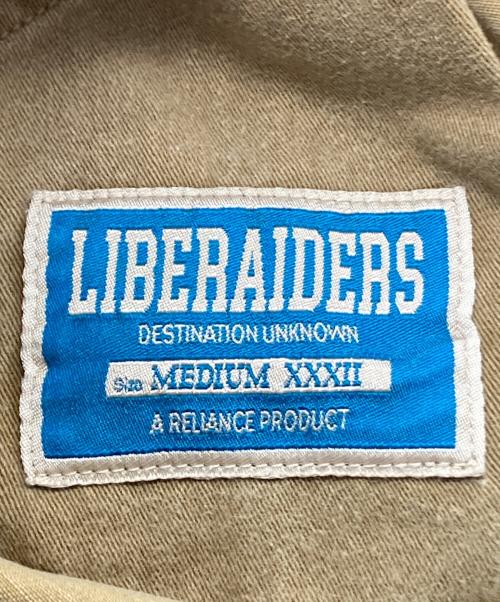 LIBERAIDERS
DESTINATION UNKNOWN
Size MEDIUM XXXII
A RELIANCE PRODUCT